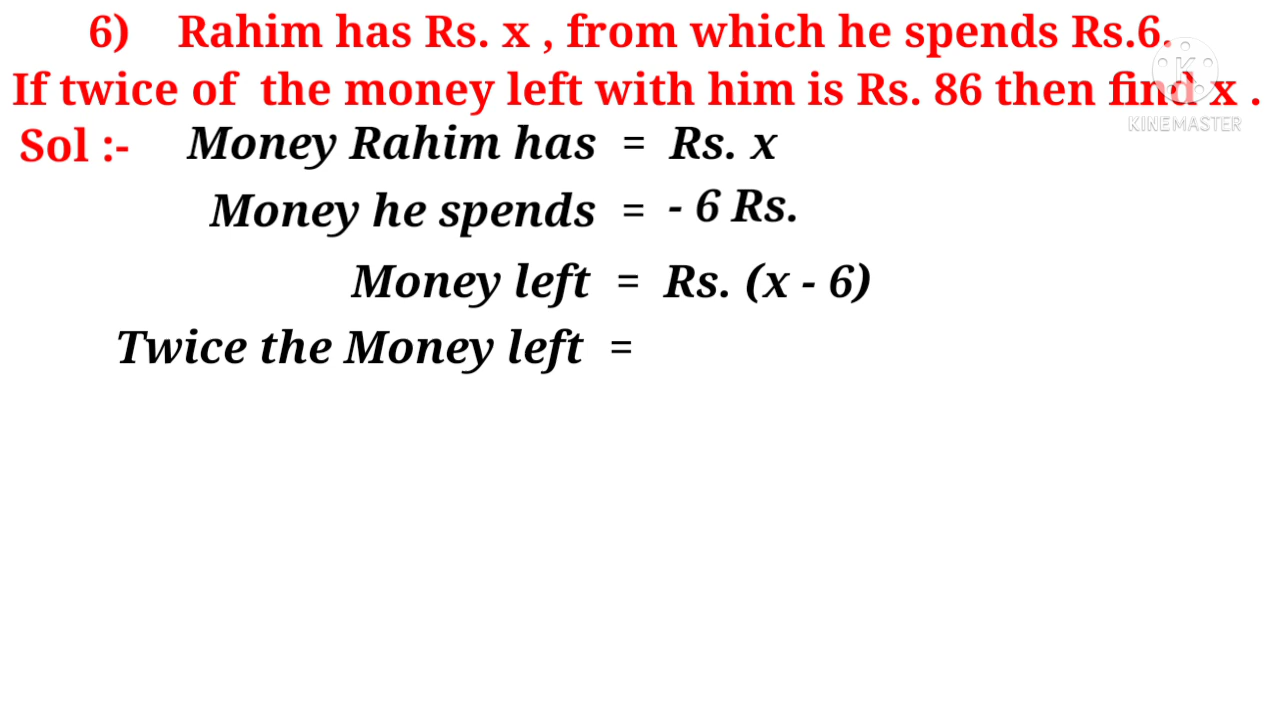 6) Rahim has Rs. x , from which he spends Rs.6.
If twice of the money left with him is Rs. 86 then find x .
KINEMASTER
Sol :- Money Rahim has = Rs. x
Money he spends = - 6 Rs.
Money left = Rs. (x - 6)
Twice the Money left =